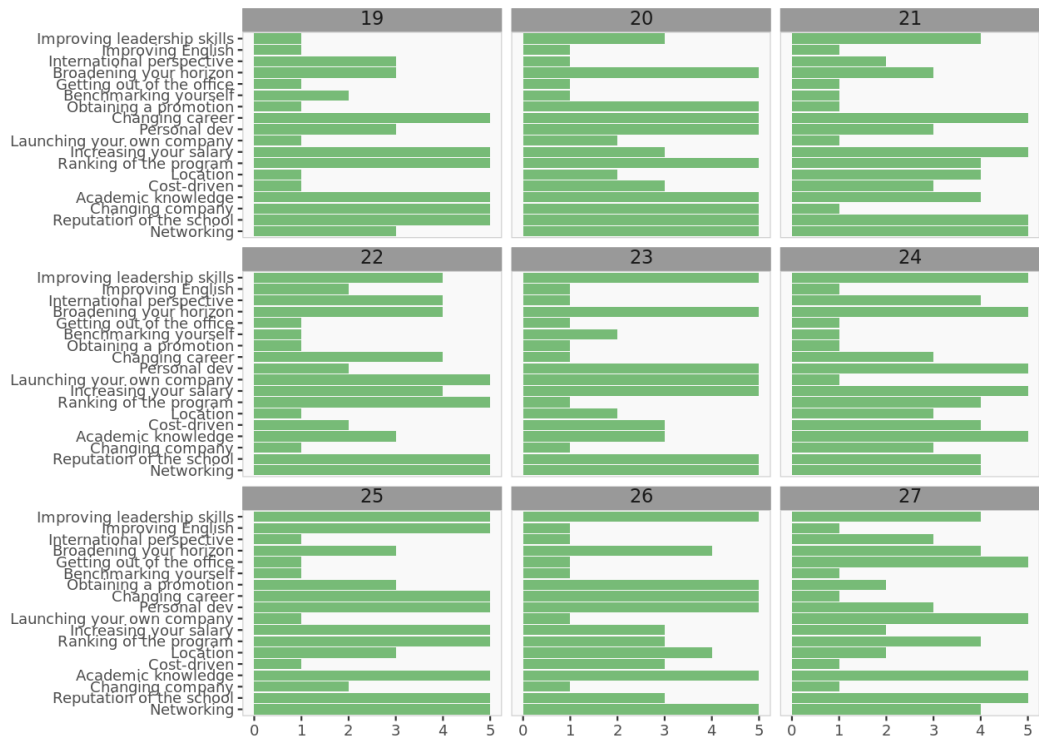 19 20 21
Improving leadership skills
Improving English
International perspective
Broadening your horizon
Getting out of the office
Benchmarking yourself
Obtaining a promotion
Changing career
Personal dev
Launching your own company
Increasing your salary
Ranking of the program
Location
Cost-driven
Academic knowledge
Changing company
Reputation of the school
Networking
22 23 24
Improving leadership skills
Improving English
International perspective
Broadening your horizon
Getting out of the office
Benchmarking yourself
Obtaining a promotion
Changing career
Personal dev
Launching your own company
Increasing your salary
Ranking of the program
Location
Cost-driven
Academic knowledge
Changing company
Reputation of the school
Networking
25 26 27
Improving leadership skills
Improving English
International perspective
Broadening your horizon
Getting out of the office
Benchmarking yourself
Obtaining a promotion
Changing career
Personal dev
Launching your own company
Increasing your salary
Ranking of the program
Location
Cost-driven
Academic knowledge
Changing company
Reputation of the school
Networking
0 1 2 3 4 5 0 1 2 3 4 5 0 1 2 3 4 5